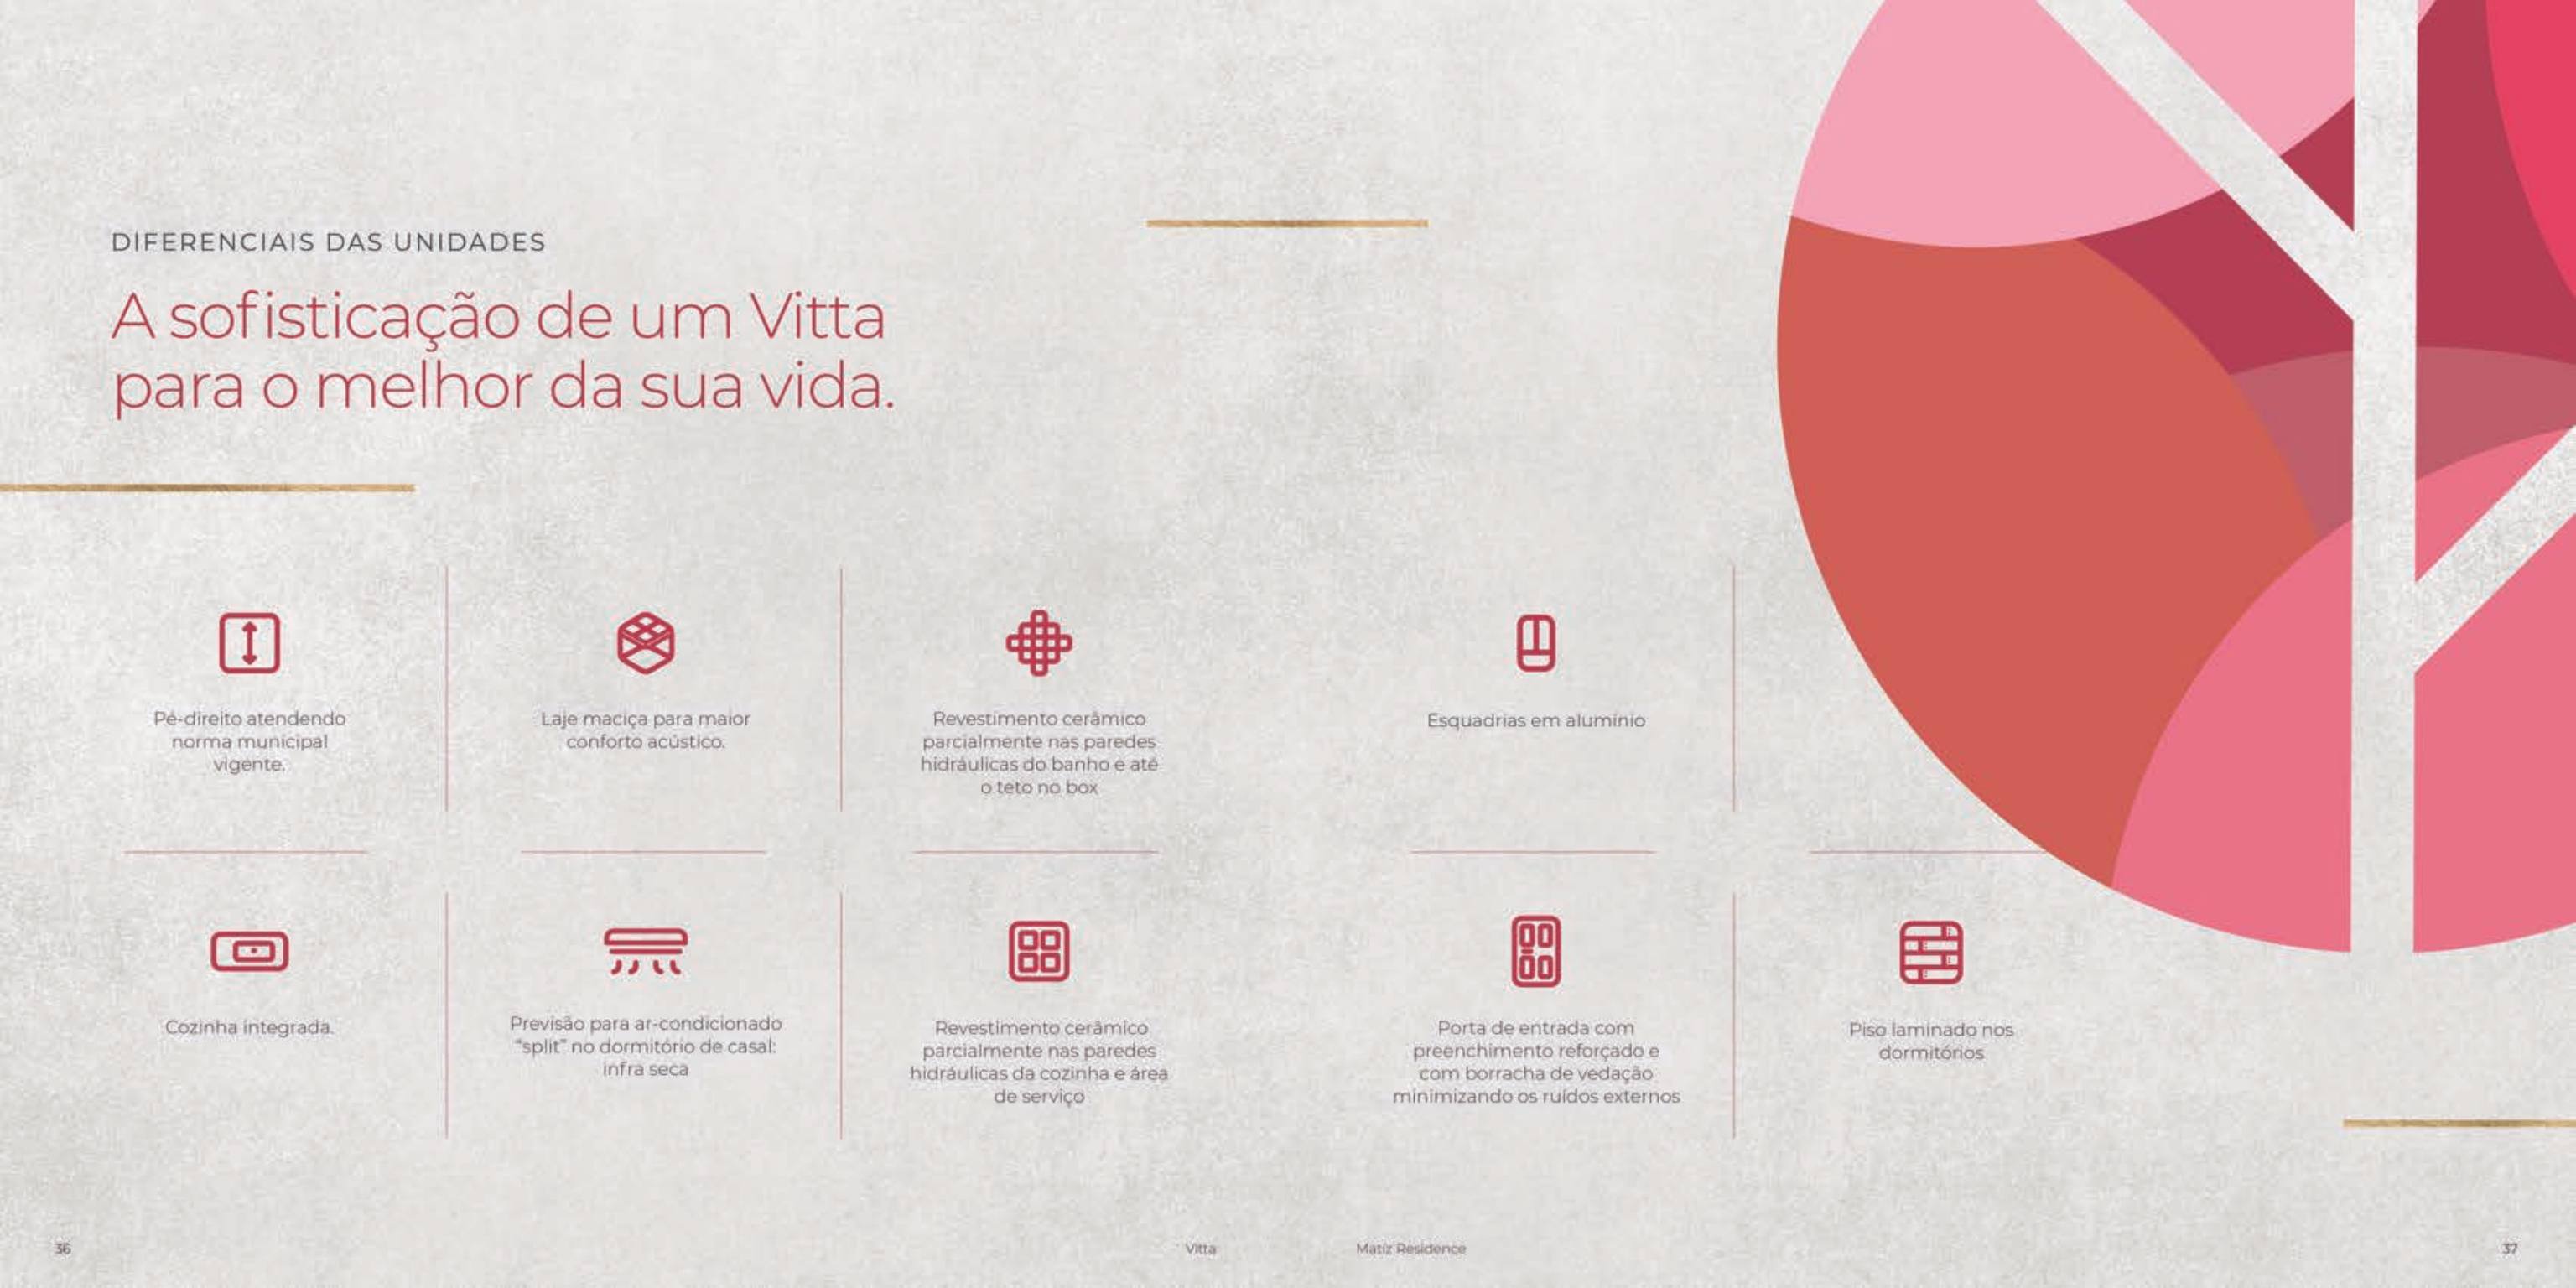 DIFERENCIAIS DAS UNIDADES
A sofisticação de um Vitta
para o melhor da sua vida.
Pé-direito atendendo
norma municipal
vigente.
Laje maciça para maior
conforto acústico.
Revestimento cerâmico
parcialmente nas paredes
hidráulicas do banho e até
o teto no box
Esquadrias em alumínio
Cozinha integrada.
Previsão para ar-condicionado
"split" no dormitório de casal:
infra seca
Revestimento cerâmico
parcialmente nas paredes
hidráulicas da cozinha e área
de serviço
Porta de entrada com
preenchimento reforçado e
com borracha de vedação
minimizando os ruídos externos
Piso laminado nos
dormitórios
36
Vitta
Matiz Residence
37